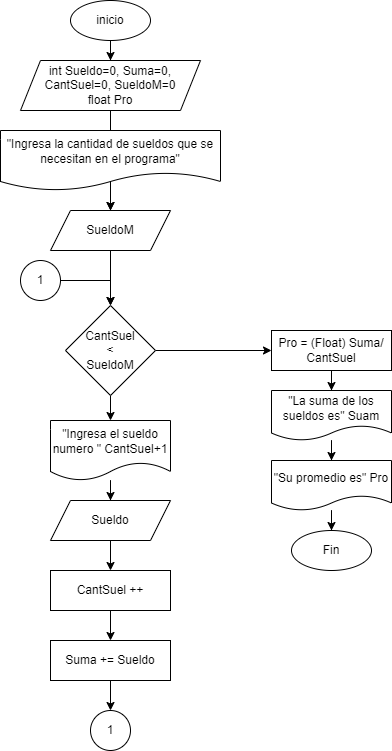 inicio
int Sueldo=0, Suma=0,
CantSuel=0, SueldoM=0
float Pro
"Ingresa la cantidad de sueldos que se
necesitan en el programa"
SueldoM
1
CantSuel
<
SueldoM
"Ingresa el sueldo
numero " CantSuel+1
Sueldo
CantSuel ++
Suma += Sueldo
1
Pro = (Float) Suma/
CantSuel
"La suma de los
sueldos es" Suam
"Su promedio es" Pro
Fin